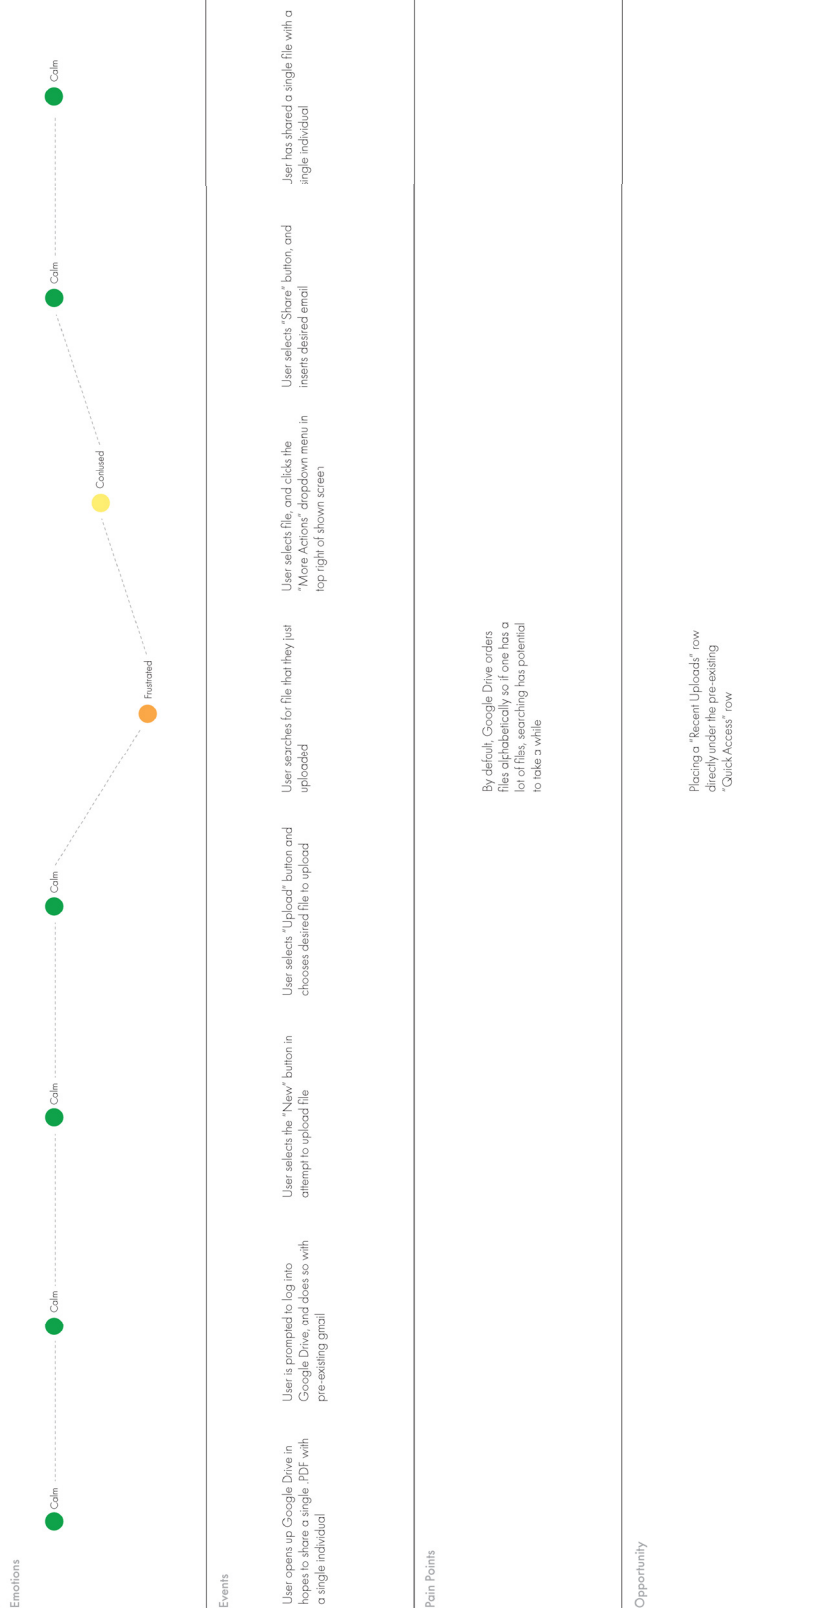 Emotions
Calm
Calm
Calm
Calm
Frustrated
Confused
Calm
Calm
Events
User opens up Google Drive in
hopes to share a single .PDF with
a single individual
User is prompted to log into
Google Drive, and does so with
pre-existing gmail
User selects the "New" button in
attempt to upload file
User selects "Upload" button and
chooses desired file to upload
User searches for file that they just
uploaded
User selects file, and clicks the
"More Actions" dropdown menu in
top right of shown screen
User selects "Share" button, and
inserts desired email
User has shared a single file with a
single individual
Pain Points
By default, Google Drive orders
files alphabetically so if one has a
lot of files, searching has potential
to take a while
Opportunity
Placing a "Recent Uploads" row
directly under the pre-existing
"Quick Access" row